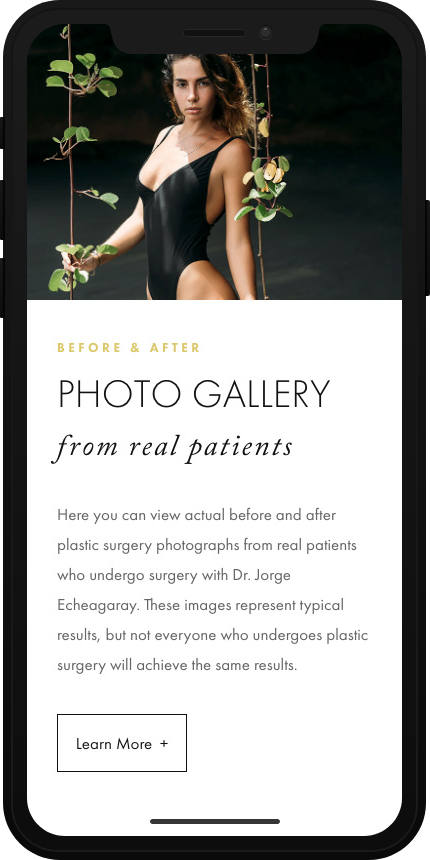 BEFORE & AFTER
PHOTO GALLERY
from real patients
Here you can view actual before and after
plastic surgery photographs from real patients
who undergo surgery with Dr. Jorge
Echeagaray. These images represent typical
results, but not everyone who undergoes plastic
surgery will achieve the same results.
Learn More +